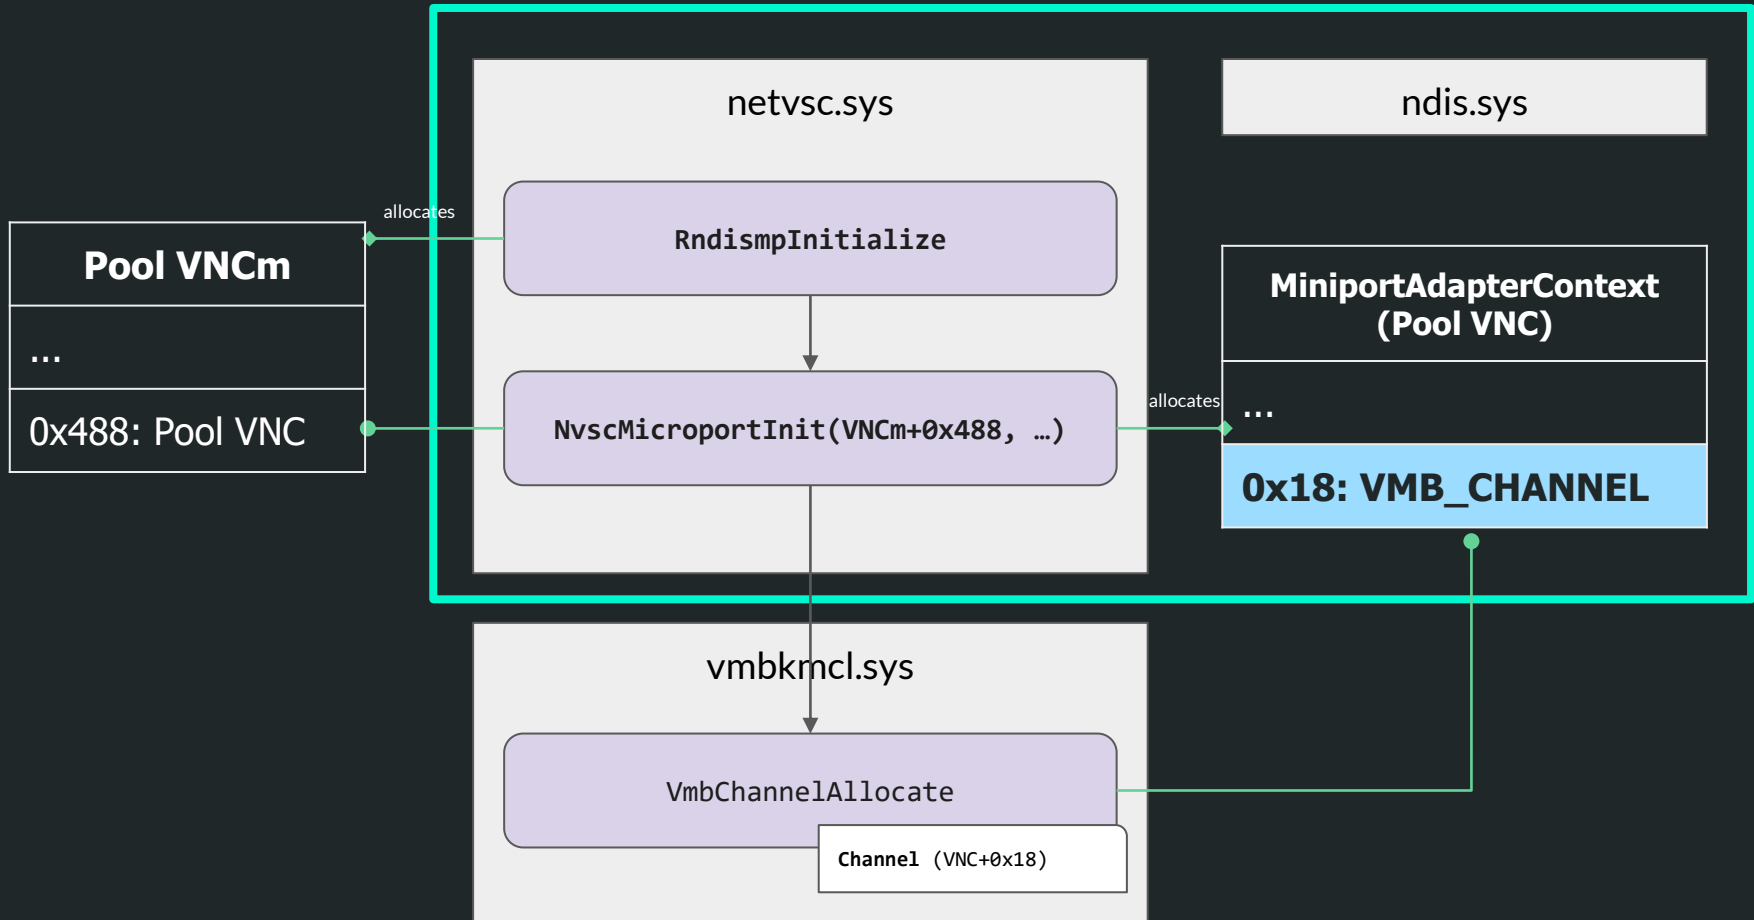 netvsc.sys
ndis.sys
allocates
RndismpInitialize
Pool VNCm
...
0x488: Pool VNC
NvscMicroportInit(VNCm+0x488, …)
allocates
MiniportAdapterContext
(Pool VNC)
...
0x18: VMB_CHANNEL
vmbkmcl.sys
VmbChannelAllocate
Channel (VNC+0x18)